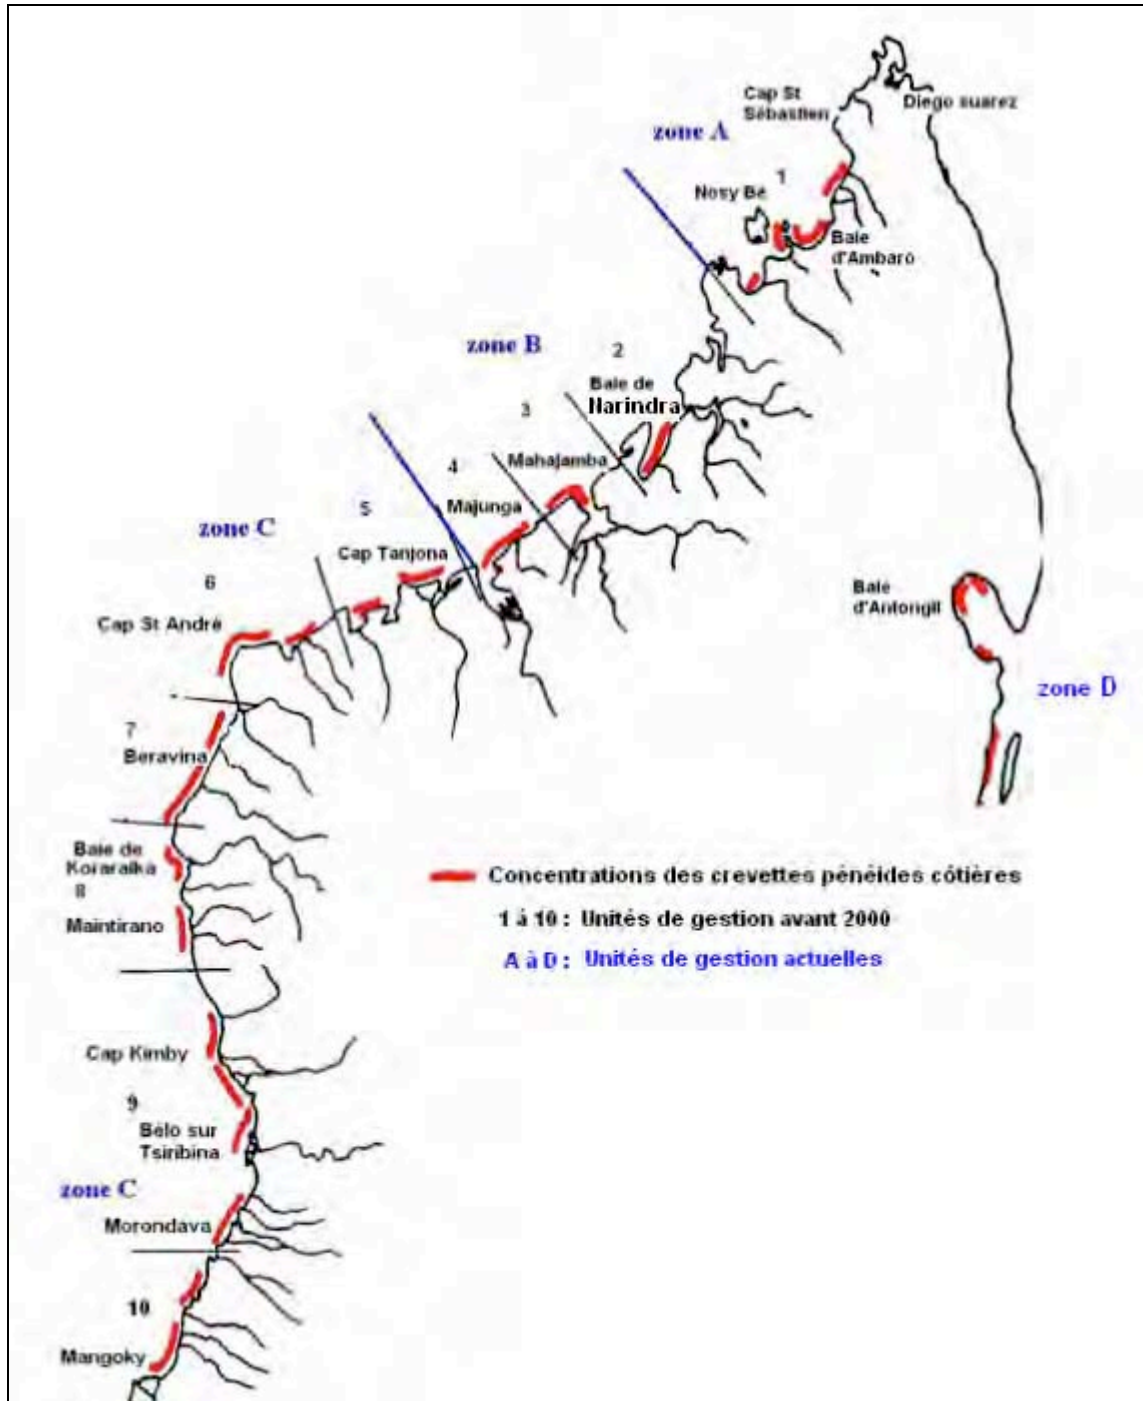 Cap St
Sébastien
Diego suarez
zone A
1
Nosy Bé
Baie
d'Ambaro
zone B
2
Baie de
Narindra
3
Mahajamba
4
Majunga
zone C
5
Cap Tanjona
6
Cap St André
Baie
d'Antongil
zone D
7
Beravina
Baie de
Koraraika
8
Maintirano
Concentrations des crevettes pénéides côtières
1 à 10 : Unités de gestion avant 2000
A à D : Unités de gestion actuelles
Cap Kimby
9
Bélo sur
Tsiribina
zone C
Morondava
10
Mangoky